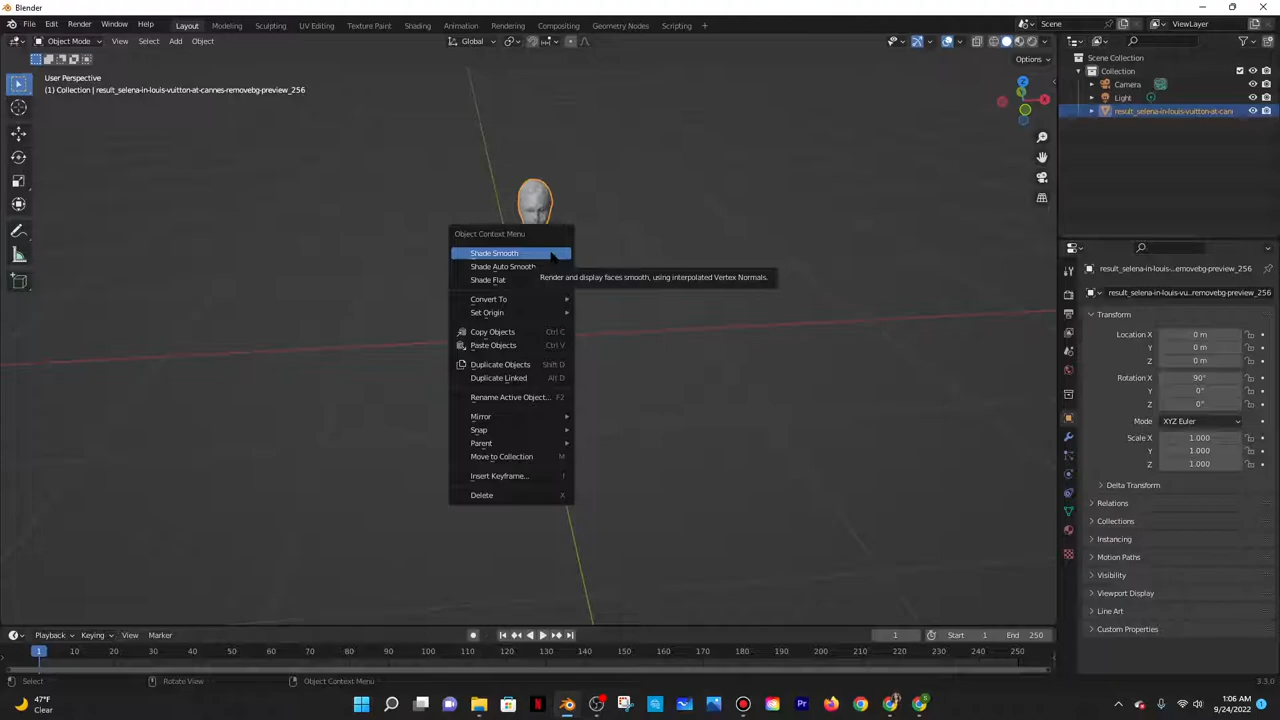 Blender
File Edit Render Window Help Layout Modeling Sculpting UV Editing Texture Paint Shading Animation Rendering Compositing Geometry Nodes Scripting + Scene ViewLayer
Object Mode View Select Add Object Global
Options
User Perspective
(1) Collection | result_selena-in-louis-vuitton-at-cannes-removebg-preview_256
Z
X
Object Context Menu
Shade Smooth
Shade Auto Smooth
Render and display faces smooth, using interpolated Vertex Normals.
Shade Flat
Convert To
Set Origin
Copy Objects Ctrl C
Paste Objects Ctrl V
Duplicate Objects Shift D
Duplicate Linked Alt D
Rename Active Object... F2
Mirror
Snap
Parent
Move to Collection M
Insert Keyframe... I
Delete X
Scene Collection
Collection
Camera
Light
result_selena-in-louis-vuitton-at-can
result_selena-in-louis-...emovebg-preview_256
result_selena-in-louis-vu...removebg-preview_256
Transform
Location X 0 m
Y 0 m
Z 0 m
Rotation X 90°
Y 0°
Z 0°
Mode XYZ Euler
Scale X 1.000
Y 1.000
Z 1.000
Delta Transform
Relations
Collections
Instancing
Motion Paths
Visibility
Viewport Display
Line Art
Custom Properties
Playback Keying View Marker 1 Start 1 End 250
1 10 20 30 40 50 60 70 80 90 100 110 120 130 140 150 160 170 180 190 200 210 220 230 240 250
Select Rotate View Object Context Menu 3.3.0
47°F
Clear
1:06 AM
9/24/2022